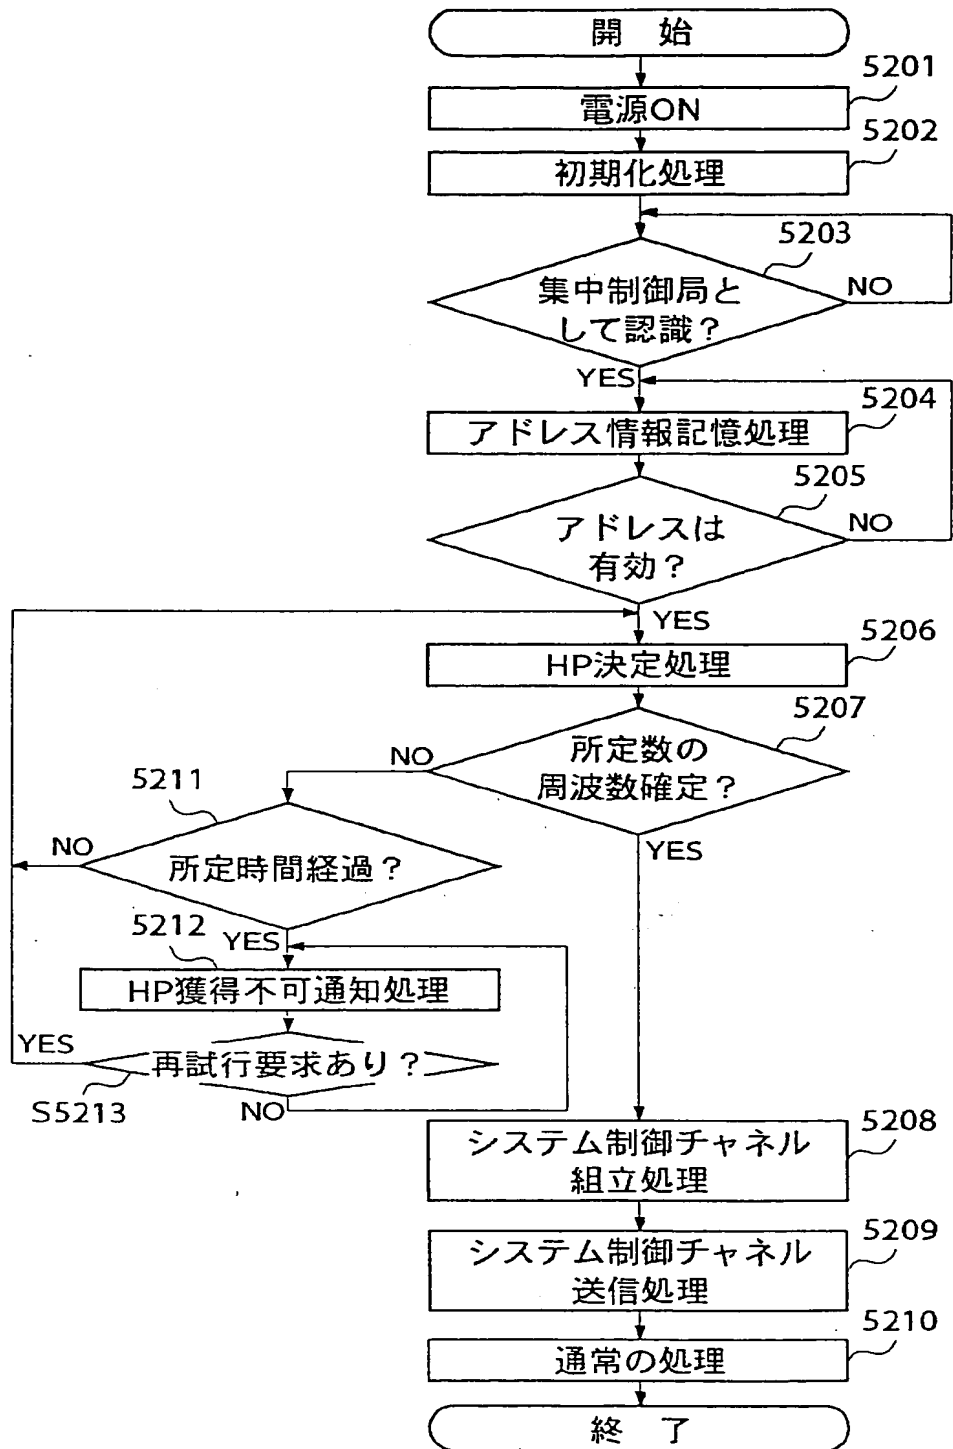 開 始
5201
電源ON
5202
初期化処理
5203
集中制御局と
して認識?
NO
YES
5204
アドレス情報記憶処理
5205
アドレスは
有効?
NO
YES
5206
HP決定処理
5207
所定数の
周波数確定?
NO
YES
5211
所定時間経過?
NO
YES
5212
HP獲得不可通知処理
再試行要求あり?
YES
S5213
NO
5208
システム制御チャネル
組立処理
5209
システム制御チャネル
送信処理
5210
通常の処理
終 了